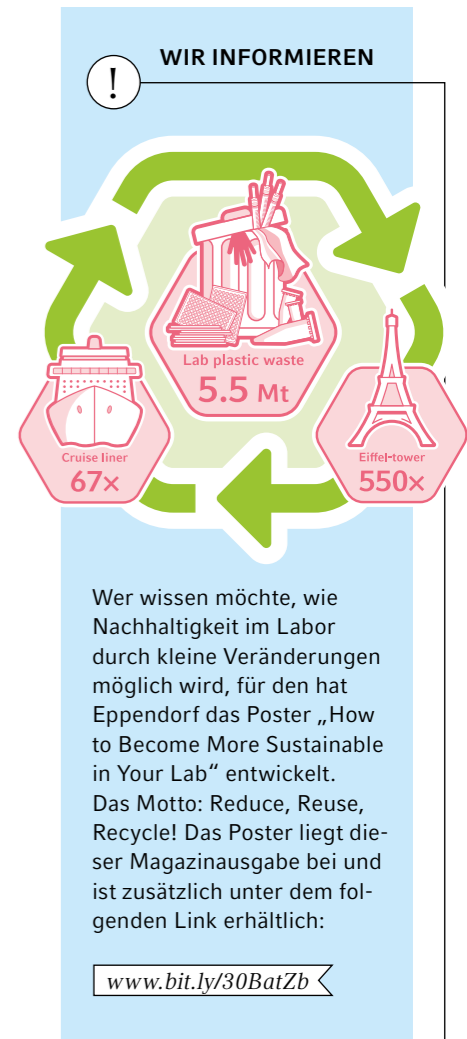 WIR INFORMIEREN
!
Lab plastic waste
5.5 Mt
Cruise liner
67×
Eiffel-tower
550×
Wer wissen möchte, wie
Nachhaltigkeit im Labor
durch kleine Veränderungen
möglich wird, für den hat
Eppendorf das Poster „How
to Become More Sustainable
in Your Lab“ entwickelt.
Das Motto: Reduce, Reuse,
Recycle! Das Poster liegt die-
ser Magazinausgabe bei und
ist zusätzlich unter dem fol-
genden Link erhältlich:
www.bit.ly/30BatZb